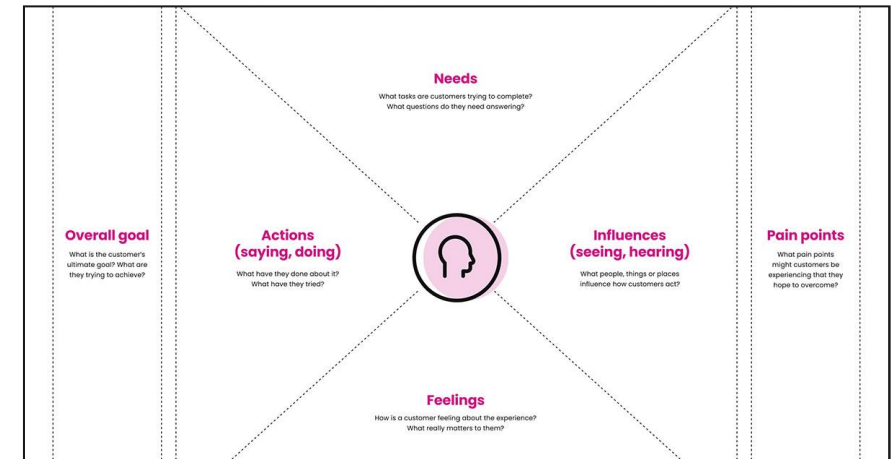 Needs
What tasks are customers trying to complete?
What questions do they need answering?
Overall goal
What is the customer's
ultimate goal? What are
they trying to achieve?
Actions
(saying, doing)
What have they done about it?
What have they tried?
Influences
(seeing, hearing)
What people, things or places
influence how customers act?
Pain points
What pain points
might customers be
experiencing that they
hope to overcome?
Feelings
How is a customer feeling about the experience?
What really matters to them?